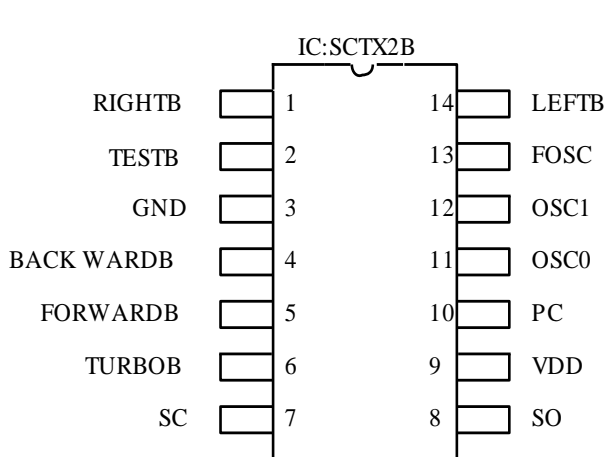 IC:SCTX2B
RIGHTB 1 14 LEFTB
TESTB 2 13 FOSC
GND 3 12 OSC1
BACK WARDB 4 11 OSC0
FORWARDB 5 10 PC
TURBOB 6 9 VDD
SC 7 8 SO